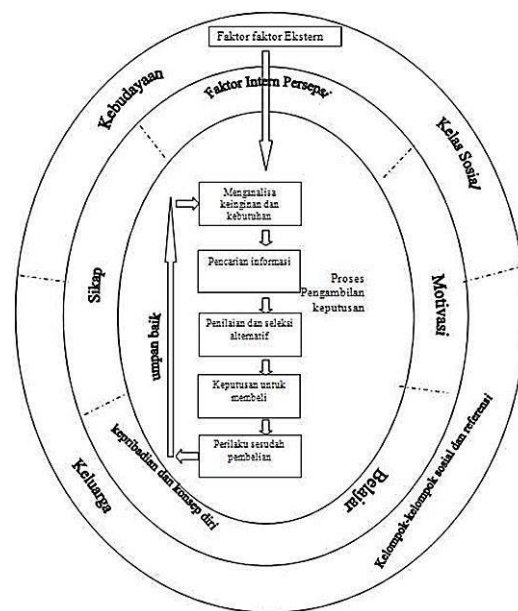 Faktor faktor Ekstern
Kebudayaan
Kelas Sosial
Faktor Intern Persepsi
Sikap
Motivasi
Menganalisa
keinginan dan
kebutuhan
Pencarian informasi
Proses
Pengambilan
keputusan
Penilaian dan seleksi
alternatif
umpan baik
Keputusan untuk
membeli
Perilaku sesudah
pembelian
kepribadian dan konsep diri
Belajar
Keluarga
Kelompok-kelompok sosial dan referensi